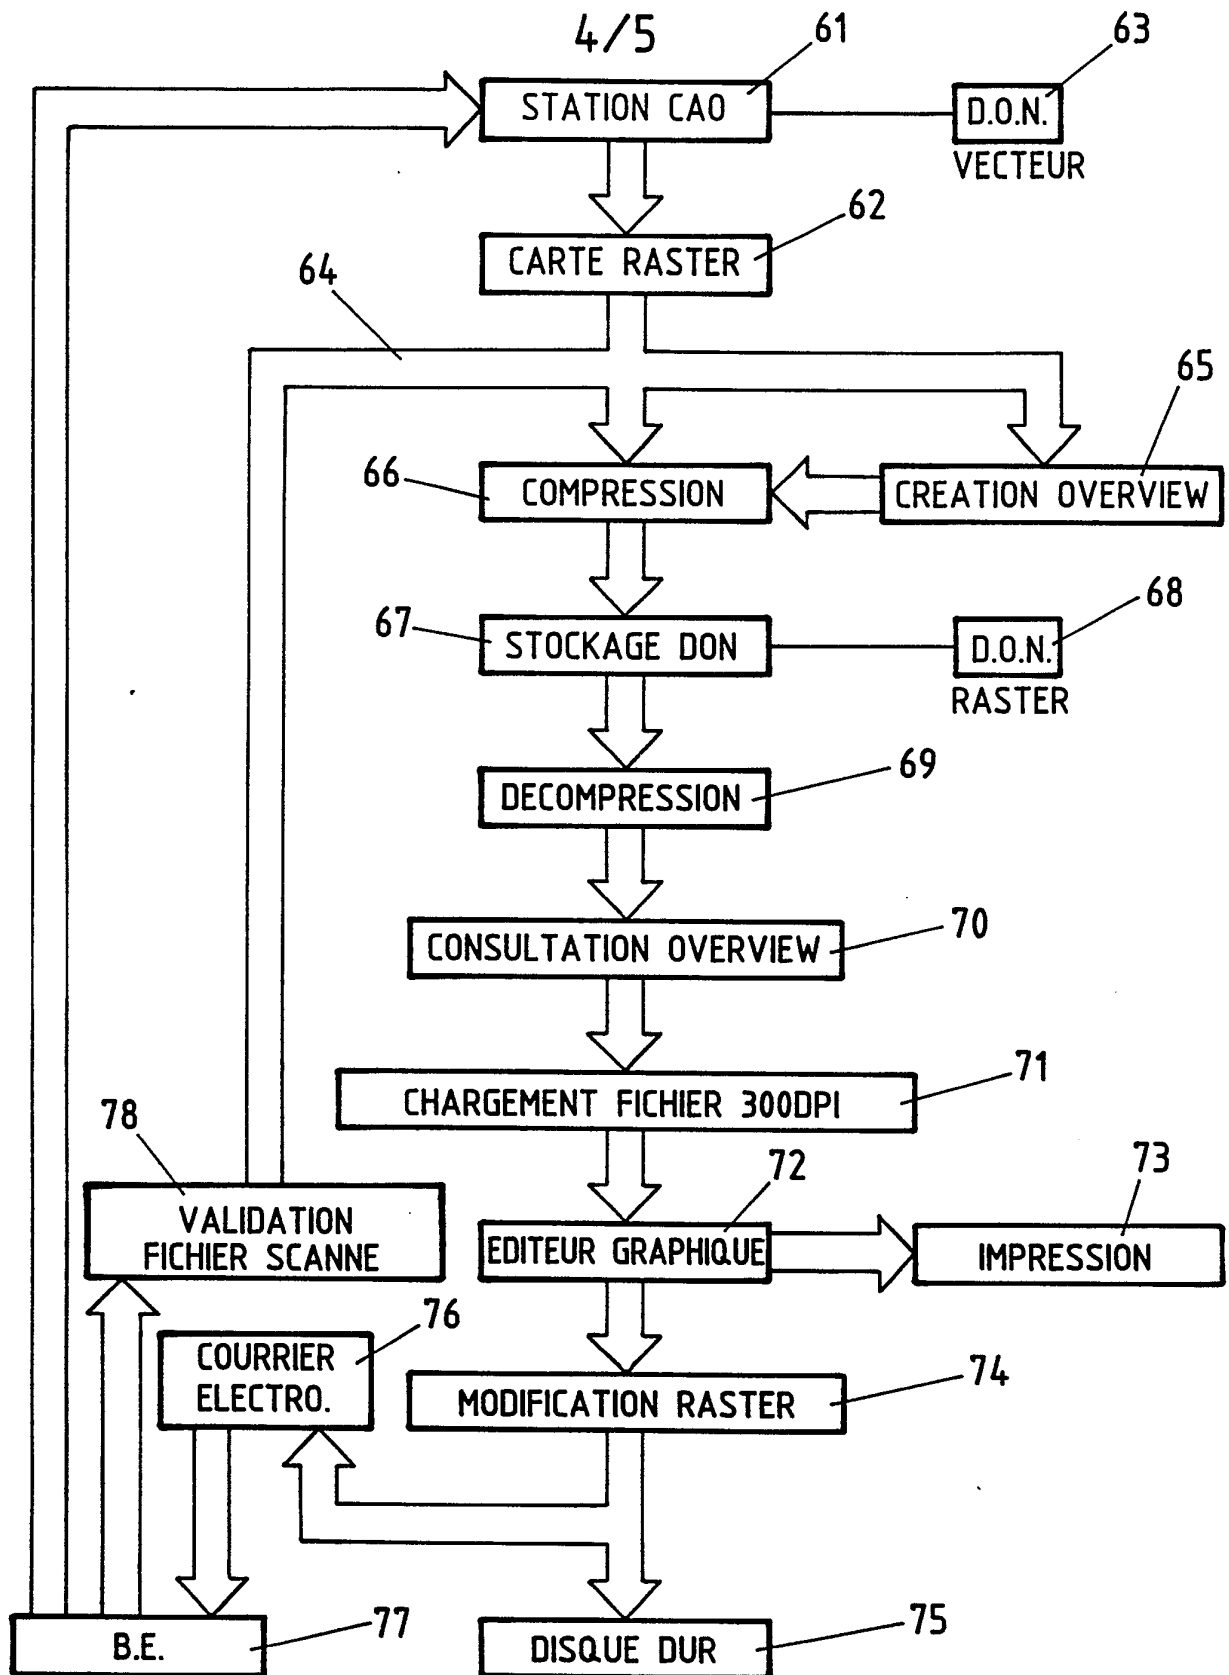 4/5
61
63
STATION CAO
D.O.N.
VECTEUR
62
CARTE RASTER
64
65
66
COMPRESSION
CREATION OVERVIEW
67
STOCKAGE DON
68
D.O.N.
RASTER
69
DECOMPRESSION
70
CONSULTATION OVERVIEW
71
CHARGEMENT FICHIER 300DPI
78
72
73
VALIDATION
FICHIER SCANNE
EDITEUR GRAPHIQUE
IMPRESSION
76
COURRIER
ELECTRO.
74
MODIFICATION RASTER
77
B.E.
75
DISQUE DUR